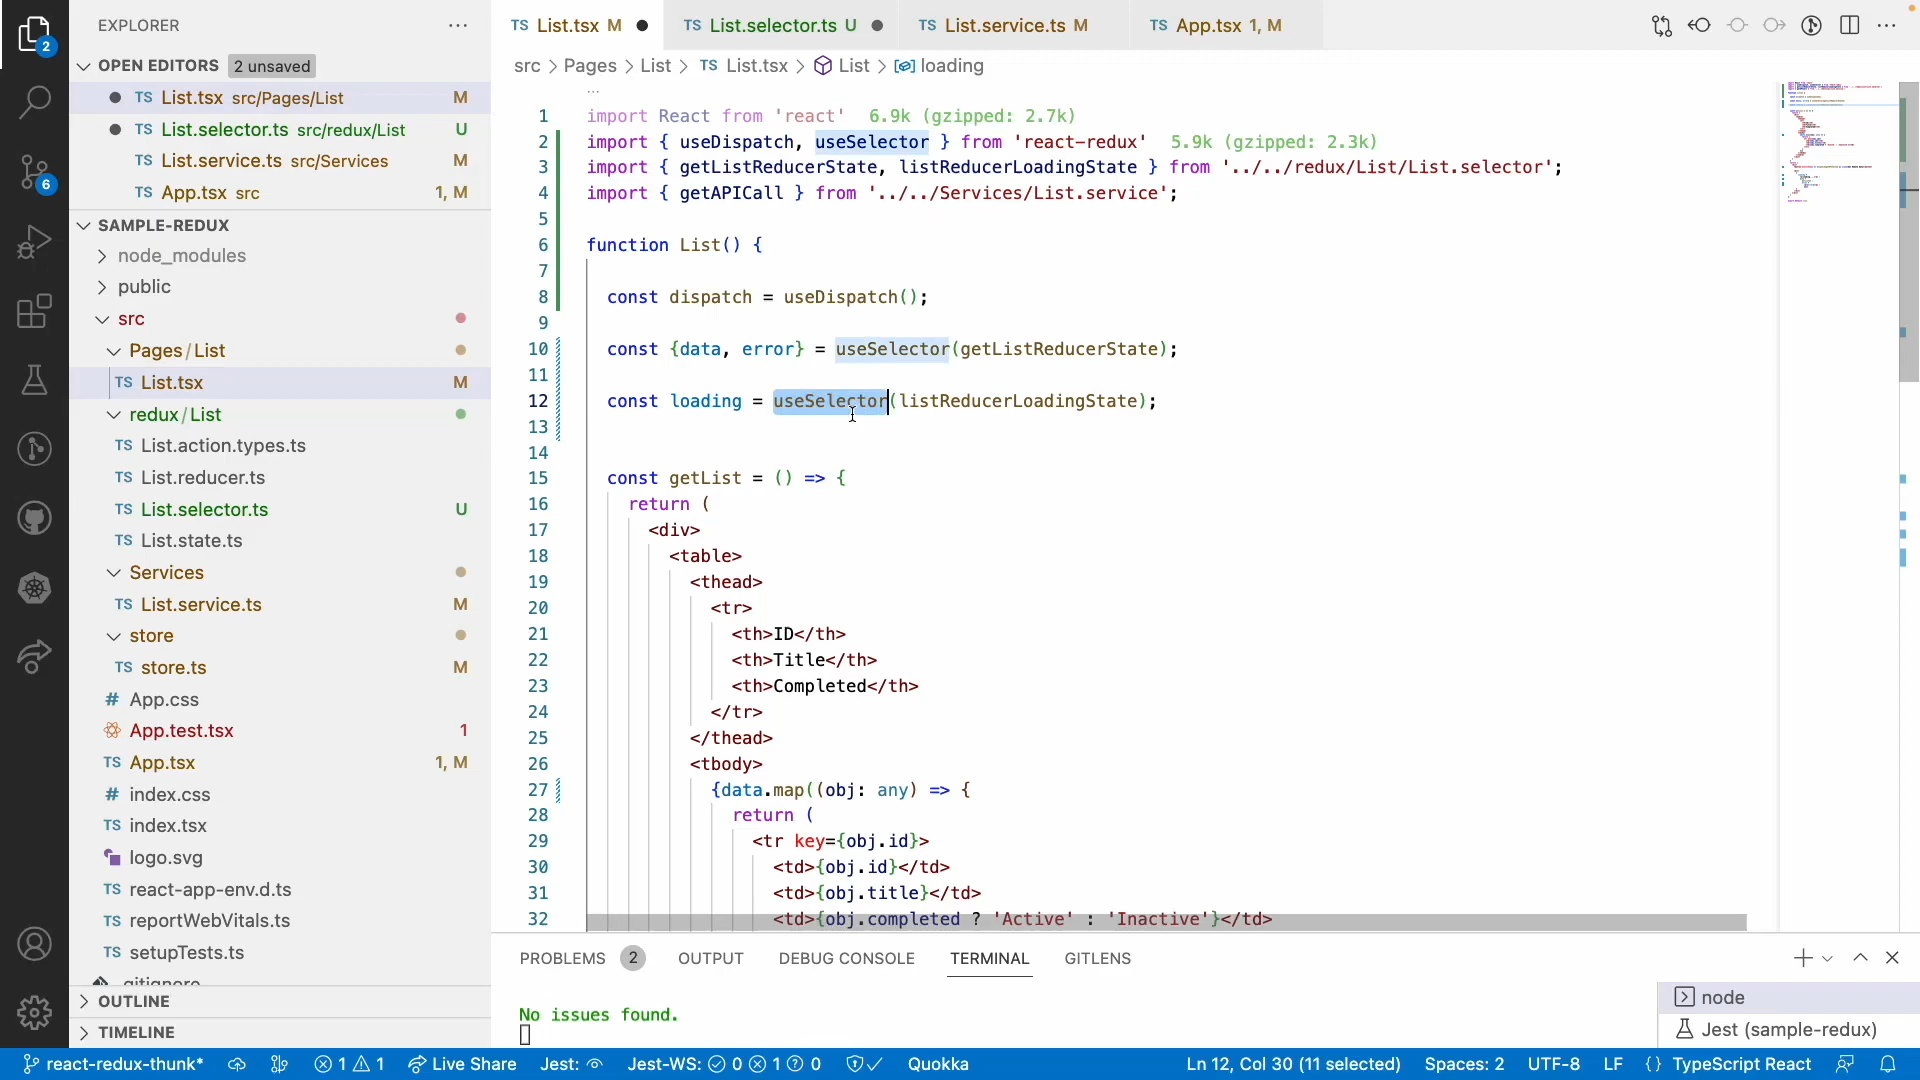 EXPLORER
OPEN EDITORS 2 unsaved
TS List.tsx src/Pages/List M
TS List.selector.ts src/redux/List U
TS List.service.ts src/Services M
TS App.tsx src 1, M
SAMPLE-REDUX
node_modules
public
src
Pages/List
TS List.tsx M
redux/List
TS List.action.types.ts
TS List.reducer.ts
TS List.selector.ts U
TS List.state.ts
Services
TS List.service.ts M
store
TS store.ts M
# App.css
App.test.tsx 1
TS App.tsx 1, M
# index.css
TS index.tsx
logo.svg
TS react-app-env.d.ts
TS reportWebVitals.ts
TS setupTests.ts
.gitignore
OUTLINE
TIMELINE
2
6
TS List.tsx M
TS List.selector.ts U
TS List.service.ts M
TS App.tsx 1, M
src > Pages > List > TS List.tsx > List > loading
...
1 import React from 'react' 6.9k (gzipped: 2.7k)
2 import { useDispatch, useSelector } from 'react-redux' 5.9k (gzipped: 2.3k)
3 import { getListReducerState, listReducerLoadingState } from '../../redux/List/List.selector';
4 import { getAPICall } from '../../Services/List.service';
5
6 function List() {
7
8 const dispatch = useDispatch();
9
10 const {data, error} = useSelector(getListReducerState);
11
12 const loading = useSelector(listReducerLoadingState);
13
14
15 const getList = () => {
16 return (
17 <div>
18 <table>
19 <thead>
20 <tr>
21 <th>ID</th>
22 <th>Title</th>
23 <th>Completed</th>
24 </tr>
25 </thead>
26 <tbody>
27 {data.map((obj: any) => {
28 return (
29 <tr key={obj.id}>
30 <td>{obj.id}</td>
31 <td>{obj.title}</td>
32 <td>{obj.completed ? 'Active' : 'Inactive'}</td>
PROBLEMS 2 OUTPUT DEBUG CONSOLE TERMINAL GITLENS
No issues found.
node
Jest (sample-redux)
react-redux-thunk* 1 1 Live Share Jest: Jest-WS: 0 1 0 Quokka Ln 12, Col 30 (11 selected) Spaces: 2 UTF-8 LF {} TypeScript React